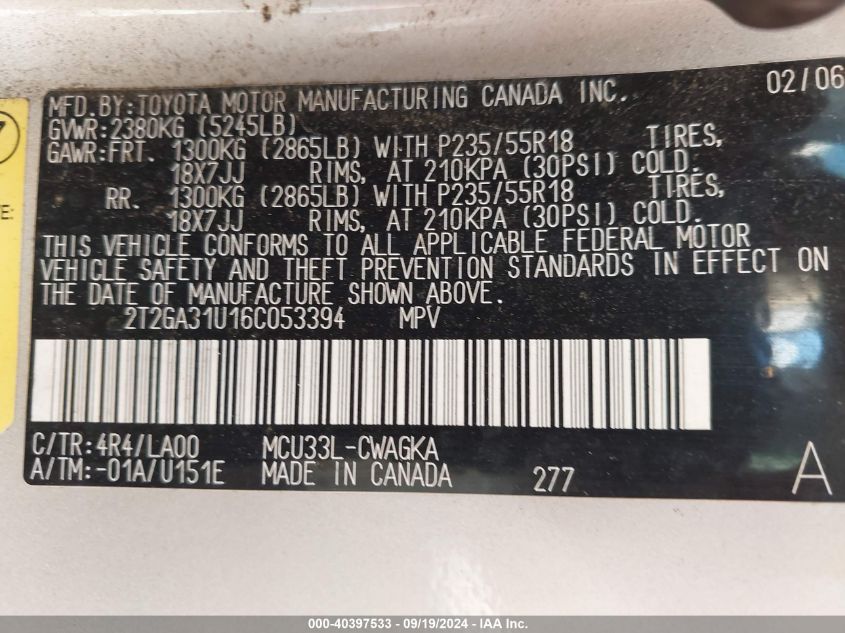 MFD. BY: TOYOTA MOTOR MANUFACTURING CANADA INC. 02/06
GVWR: 2380KG (5245LB)
GAWR: FRT. 1300KG (2865LB) WITH P235/55R18 TIRES,
18X7JJ RIMS, AT 210KPA (30PSI) COLD.
RR. 1300KG (2865LB) WITH P235/55R18 TIRES,
18X7JJ RIMS, AT 210KPA (30PSI) COLD.
THIS VEHICLE CONFORMS TO ALL APPLICABLE FEDERAL MOTOR
VEHICLE SAFETY AND THEFT PREVENTION STANDARDS IN EFFECT ON
THE DATE OF MANUFACTURE SHOWN ABOVE.
2T2GA31U16C053394 MPV
C/TR: 4R4/LA00 MCU33L-CWAGKA
A/TM: -01A/U151E MADE IN CANADA 277 A
000-40397533 - 09/19/2024 - IAA Inc.